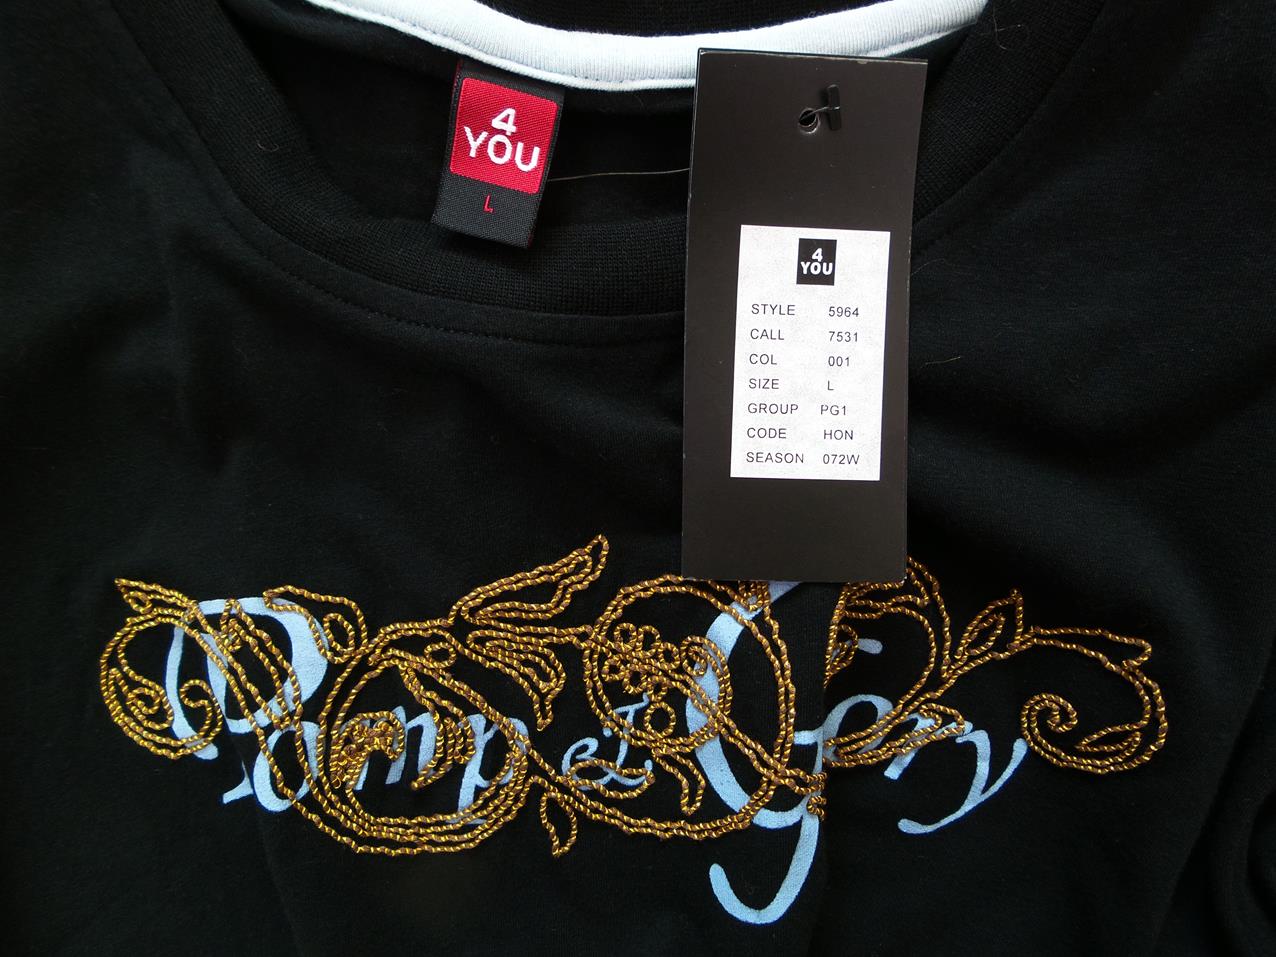 4
YOU
L
4
YOU
STYLE 5964
CALL 7531
COL 001
SIZE L
GROUP PG1
CODE HON
SEASON 072W